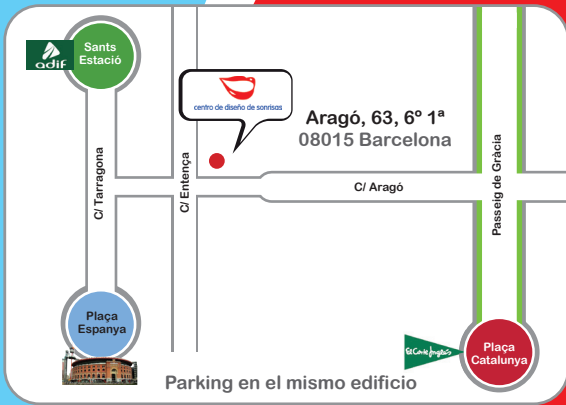 Sants
Estació
adif
centro de diseño de sonrisas
Aragó, 63, 6º 1ª
08015 Barcelona
C/ Tarragona
C/ Entença
C/ Aragó
Passeig de Gràcia
Plaça
Espanya
El Corte Inglés
Plaça
Catalunya
Parking en el mismo edificio